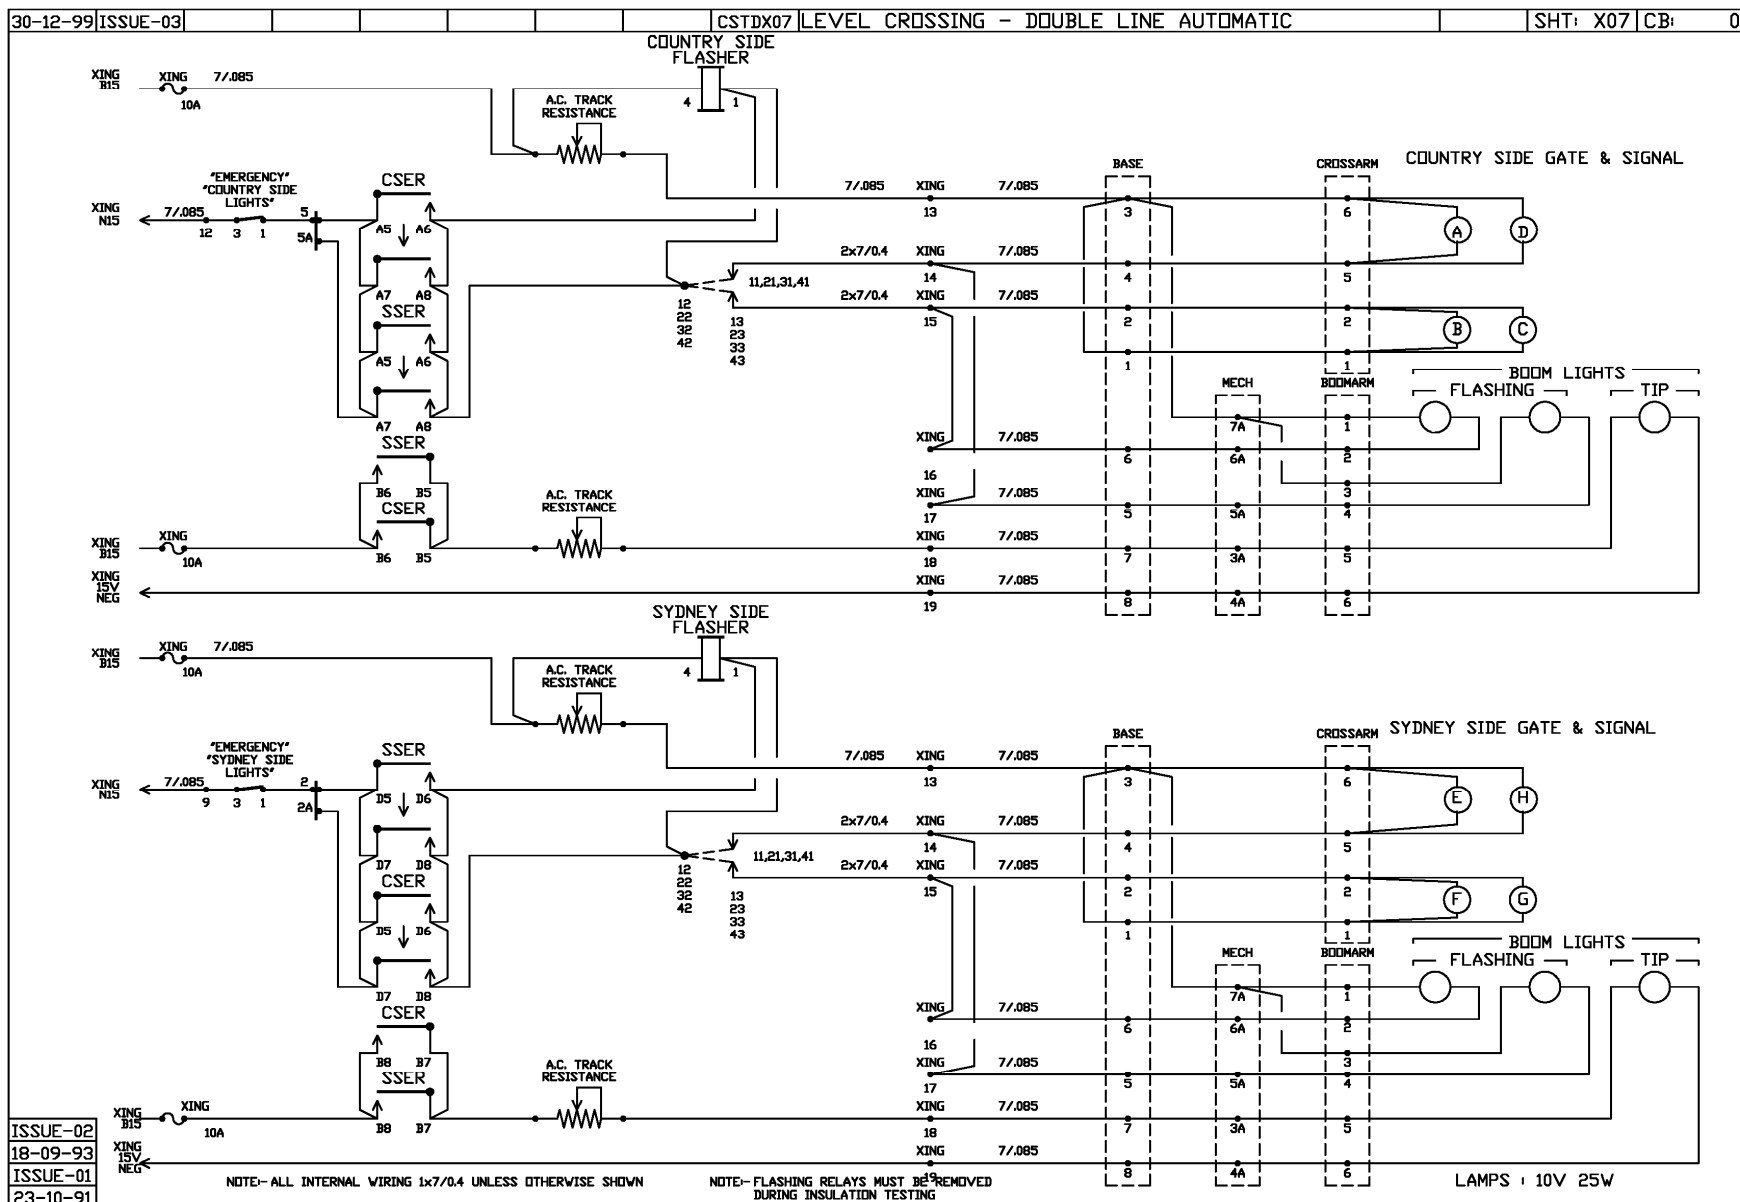 30-12-99 ISSUE-03 CSTDX07 LEVEL CROSSING - DOUBLE LINE AUTOMATIC SHT: X07 CB: 0
COUNTRY SIDE
FLASHER
XING
B15
XING 7/.085
10A
A.C. TRACK
RESISTANCE
4 1
COUNTRY SIDE GATE & SIGNAL
BASE CROSSARM
"EMERGENCY"
"COUNTRY SIDE
LIGHTS"
CSER
XING
N15
7/.085
12 3 1
5
5A
A5 A6
7/.085 XING 7/.085
13 3 6
A D
A7 A8
SSER
2x7/0.4 XING 7/.085
14 4 5
11,21,31,41
12
22
32
42
13
23
33
43
2x7/0.4 XING 7/.085
15 2 2
B C
A5 A6
1 1
BOOM LIGHTS
MECH BOOMARM FLASHING TIP
A7 A8
7A 1
SSER
XING 7/.085
16 6 6A 2
B6 B5
3
CSER
XING 7/.085
17 5 5A 4
A.C. TRACK
RESISTANCE
XING
B15
XING
10A
B6 B5
XING 7/.085
18 7 3A 5
XING
15V
NEG
XING 7/.085
19 8 4A 6
SYDNEY SIDE
FLASHER
XING
B15
XING 7/.085
10A
A.C. TRACK
RESISTANCE
4 1
SYDNEY SIDE GATE & SIGNAL
BASE CROSSARM
"EMERGENCY"
"SYDNEY SIDE
LIGHTS"
SSER
XING
N15
7/.085
9 3 1
2
2A
D5 D6
7/.085 XING 7/.085
13 3 6
E H
D7 D8
CSER
2x7/0.4 XING 7/.085
14 4 5
11,21,31,41
12
22
32
42
13
23
33
43
2x7/0.4 XING 7/.085
15 2 2
F G
D5 D6
1 1
BOOM LIGHTS
MECH BOOMARM FLASHING TIP
D7 D8
7A 1
CSER
XING 7/.085
16 6 6A 2
B8 B7
3
SSER
XING 7/.085
17 5 5A 4
A.C. TRACK
RESISTANCE
XING
B15
XING
10A
B8 B7
XING 7/.085
18 7 3A 5
XING
15V
NEG
XING 7/.085
19 8 4A 6
ISSUE-02
18-09-93
ISSUE-01
23-10-91
NOTE:- ALL INTERNAL WIRING 1x7/0.4 UNLESS OTHERWISE SHOWN
NOTE:- FLASHING RELAYS MUST BE REMOVED
DURING INSULATION TESTING
LAMPS : 10V 25W